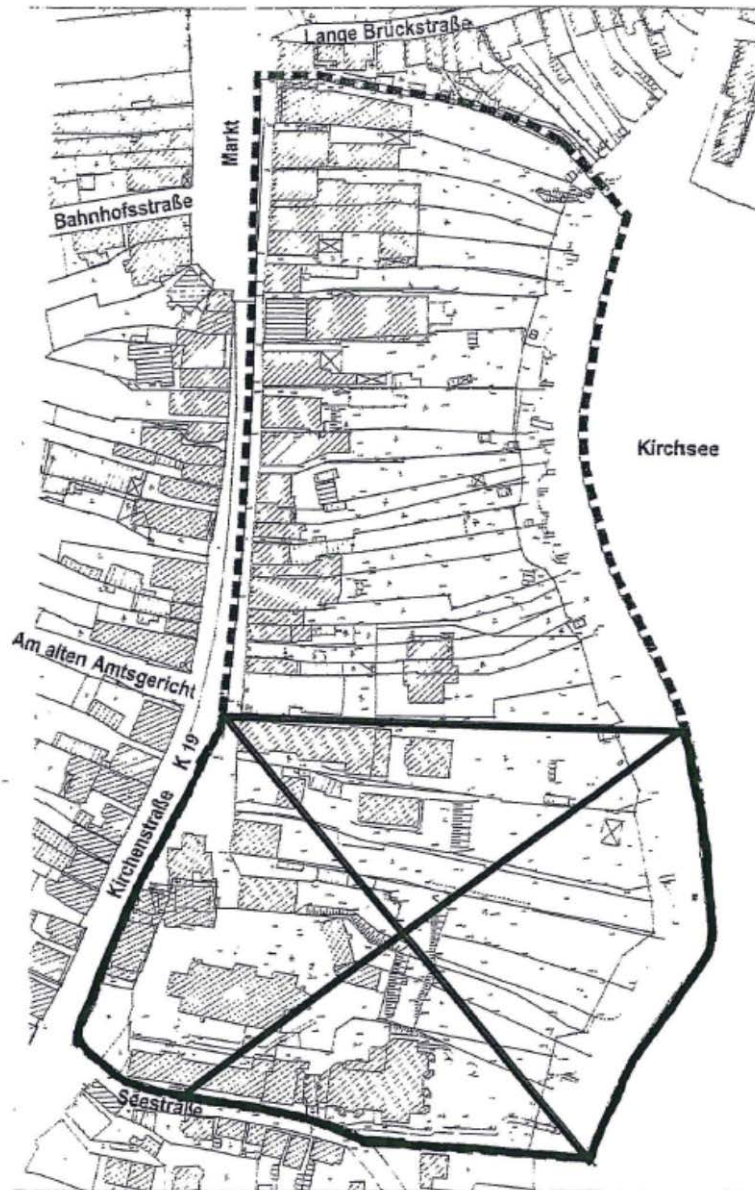 Lange Brückstraße
Markt
Bahnhofsstraße
Kirchsee
Am alten Amtsgericht
Kirchenstraße K 19
Seestraße